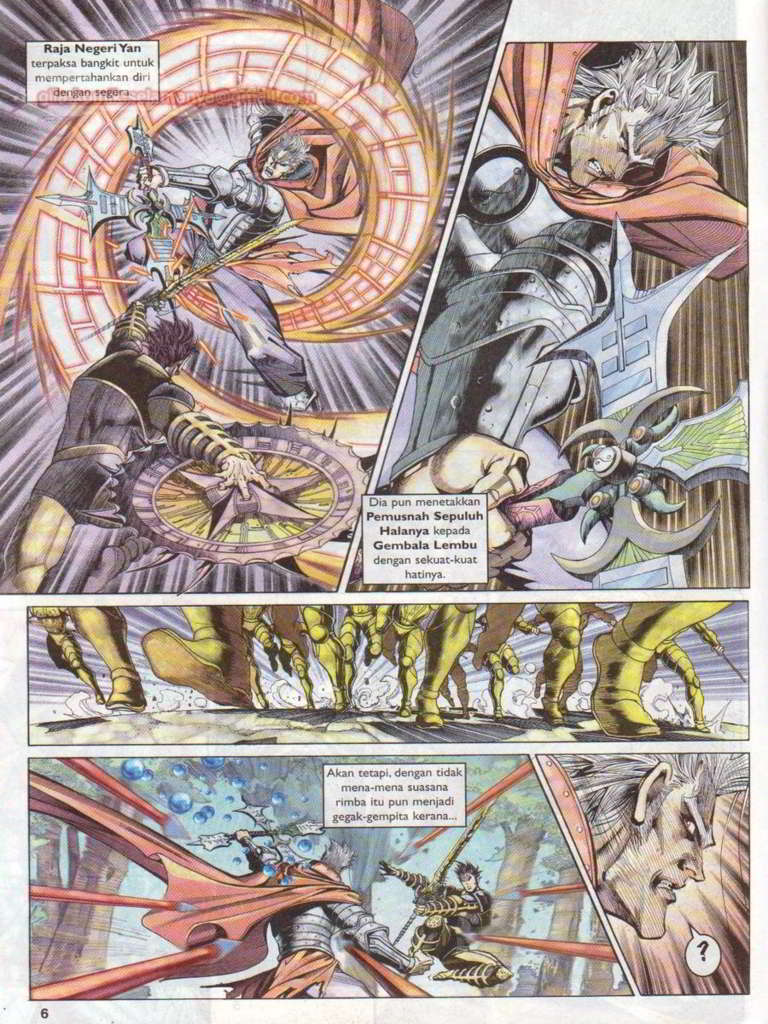 Raja Negeri Yan
terpaksa bangkit untuk
mempertahankan diri
dengan segera.
Dia pun menetakkan
Pemusnah Sepuluh
Halanya kepada
Gembala Lembu
dengan sekuat-kuat
hatinya.
Akan tetapi, dengan tidak
mena-mena suasana
rimba itu pun menjadi
gegak-gempita kerana...
?
6